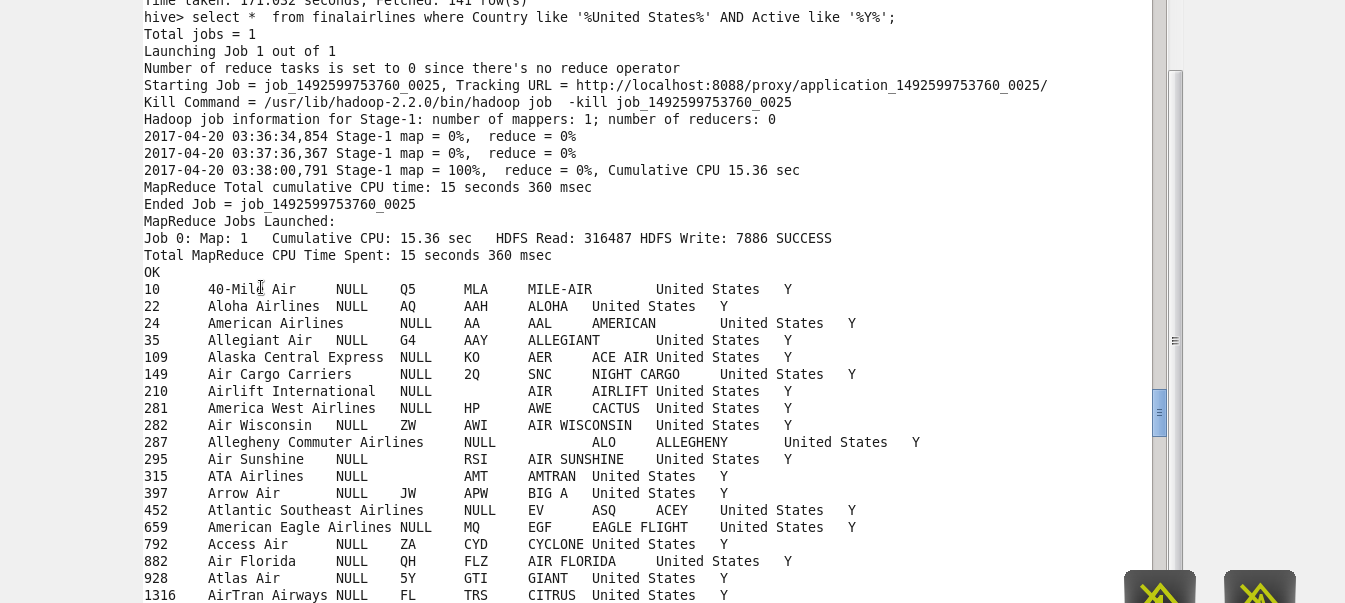 Time taken: 171.032 seconds, Fetched: 141 row(s)
hive> select *  from finalairlines where Country like '%United States%' AND Active like '%Y%';
Total jobs = 1
Launching Job 1 out of 1
Number of reduce tasks is set to 0 since there's no reduce operator
Starting Job = job_1492599753760_0025, Tracking URL = http://localhost:8088/proxy/application_1492599753760_0025/
Kill Command = /usr/lib/hadoop-2.2.0/bin/hadoop job  -kill job_1492599753760_0025
Hadoop job information for Stage-1: number of mappers: 1; number of reducers: 0
2017-04-20 03:36:34,854 Stage-1 map = 0%,  reduce = 0%
2017-04-20 03:37:36,367 Stage-1 map = 0%,  reduce = 0%
2017-04-20 03:38:00,791 Stage-1 map = 100%,  reduce = 0%, Cumulative CPU 15.36 sec
MapReduce Total cumulative CPU time: 15 seconds 360 msec
Ended Job = job_1492599753760_0025
MapReduce Jobs Launched:
Job 0: Map: 1   Cumulative CPU: 15.36 sec   HDFS Read: 316487 HDFS Write: 7886 SUCCESS
Total MapReduce CPU Time Spent: 15 seconds 360 msec
OK
10      40-Mile Air     NULL    Q5      MLA     MILE-AIR        United States   Y
22      Aloha Airlines  NULL    AQ      AAH     ALOHA   United States   Y
24      American Airlines       NULL    AA      AAL     AMERICAN        United States   Y
35      Allegiant Air   NULL    G4      AAY     ALLEGIANT       United States   Y
109     Alaska Central Express  NULL    KO      AER     ACE AIR United States   Y
149     Air Cargo Carriers      NULL    2Q      SNC     NIGHT CARGO     United States   Y
210     Airlift International   NULL            AIR     AIRLIFT United States   Y
281     America West Airlines   NULL    HP      AWE     CACTUS  United States   Y
282     Air Wisconsin   NULL    ZW      AWI     AIR WISCONSIN   United States   Y
287     Allegheny Commuter Airlines     NULL            ALO     ALLEGHENY       United States   Y
295     Air Sunshine    NULL            RSI     AIR SUNSHINE    United States   Y
315     ATA Airlines    NULL            AMT     AMTRAN  United States   Y
397     Arrow Air       NULL    JW      APW     BIG A   United States   Y
452     Atlantic Southeast Airlines     NULL    EV      ASQ     ACEY    United States   Y
659     American Eagle Airlines NULL    MQ      EGF     EAGLE FLIGHT    United States   Y
792     Access Air      NULL    ZA      CYD     CYCLONE United States   Y
882     Air Florida     NULL    QH      FLZ     AIR FLORIDA     United States   Y
928     Atlas Air       NULL    5Y      GTI     GIANT   United States   Y
1316    AirTran Airways NULL    FL      TRS     CITRUS  United States   Y